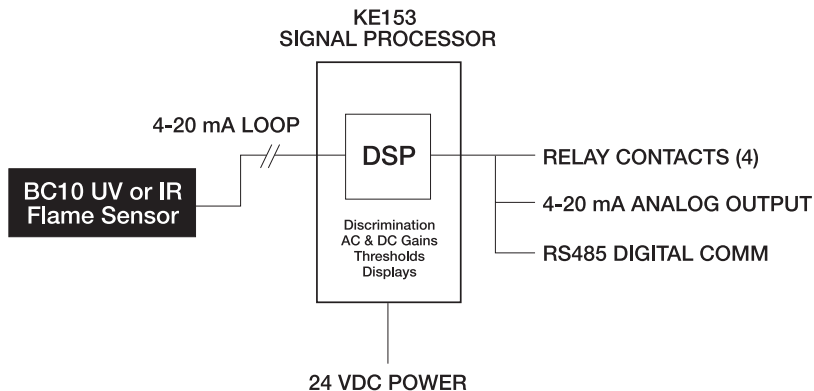 KE153
SIGNAL PROCESSOR
4-20 mA LOOP
BC10 UV or IR
Flame Sensor
DSP
Discrimination
AC & DC Gains
Thresholds
Displays
RELAY CONTACTS (4)
4-20 mA ANALOG OUTPUT
RS485 DIGITAL COMM
24 VDC POWER